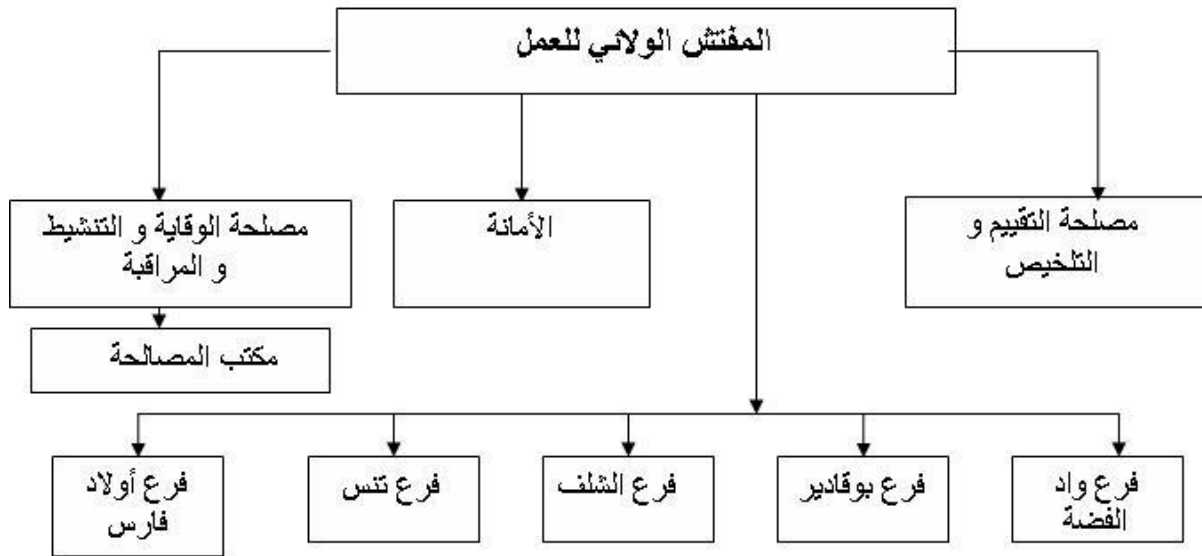 المفتش الولائي للعمل
مصلحة التقييم و
التلخيص
الأمانة
مصلحة الوقاية و التنشيط
و المراقبة
مكتب المصالحة
فرع واد
الفضة
فرع بوقادير
فرع الشلف
فرع تنس
فرع أولاد
فارس